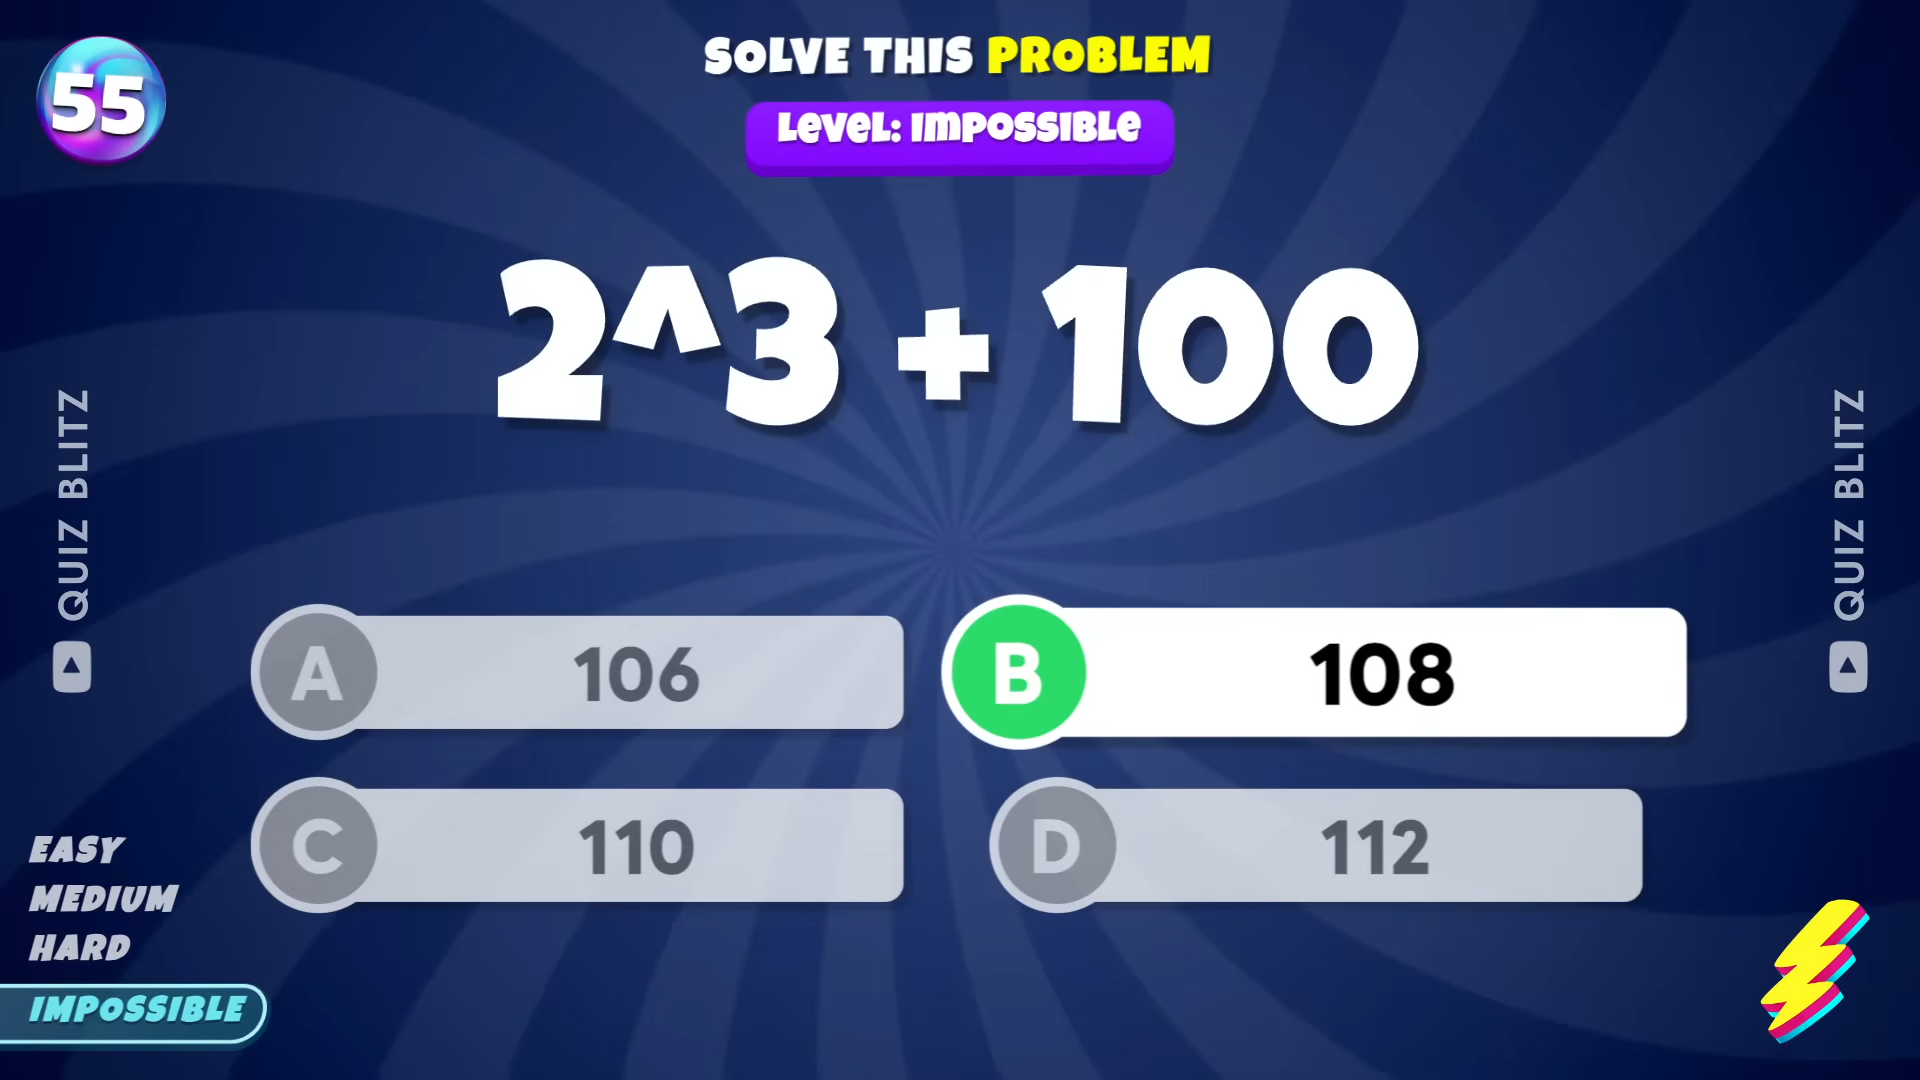 55
SOLVE THIS PROBLEM
LEVEL: IMPOSSIBLE
2^3 + 100
QUIZ BLITZ
QUIZ BLITZ
A 106
B 108
C 110
D 112
EASY
MEDIUM
HARD
IMPOSSIBLE